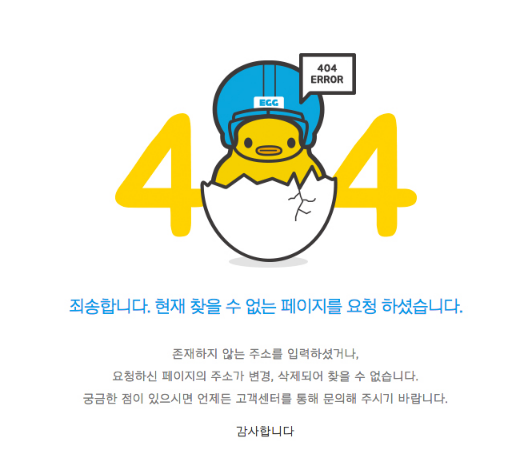 404
ERROR
EGG
4 4
죄송합니다. 현재 찾을 수 없는 페이지를 요청 하셨습니다.
존재하지 않는 주소를 입력하셨거나,
요청하신 페이지의 주소가 변경, 삭제되어 찾을 수 없습니다.
궁금한 점이 있으시면 언제든 고객센터를 통해 문의해 주시기 바랍니다.
감사합니다